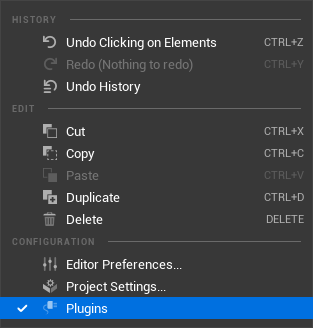 HISTORY
Undo Clicking on Elements CTRL+Z
Redo (Nothing to redo) CTRL+Y
Undo History
EDIT
Cut CTRL+X
Copy CTRL+C
Paste CTRL+V
Duplicate CTRL+D
Delete DELETE
CONFIGURATION
Editor Preferences...
Project Settings...
Plugins